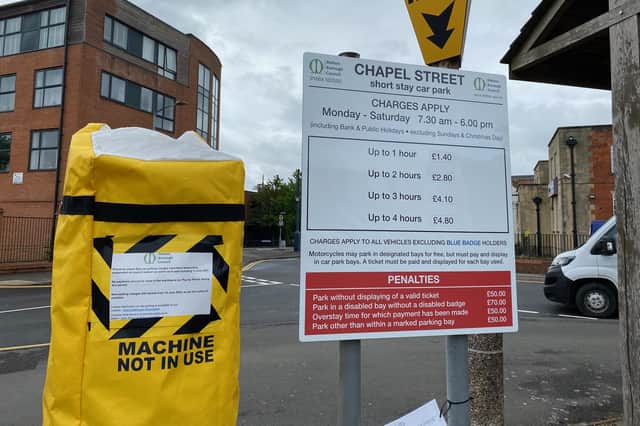 CHAPEL STREET
short stay car park
CHARGES APPLY
Monday - Saturday 7.30 am - 6.00 pm
(including Bank & Public Holidays • excluding Sundays & Christmas Day)
Up to 1 hour £1.40
Up to 2 hours £2.80
Up to 3 hours £4.10
Up to 4 hours £4.80
CHARGES APPLY TO ALL VEHICLES EXCLUDING BLUE BADGE HOLDERS
Motorcycles may park in designated bays for free, but must pay and display
in car park bays. A ticket must be paid and displayed for each bay used.
PENALTIES
Park without displaying of a valid ticket £50.00
Park in a disabled bay without a disabled badge £70.00
Overstay time for which payment has been made £50.00
Park other than within a marked parking bay £50.00
MACHINE
NOT IN USE